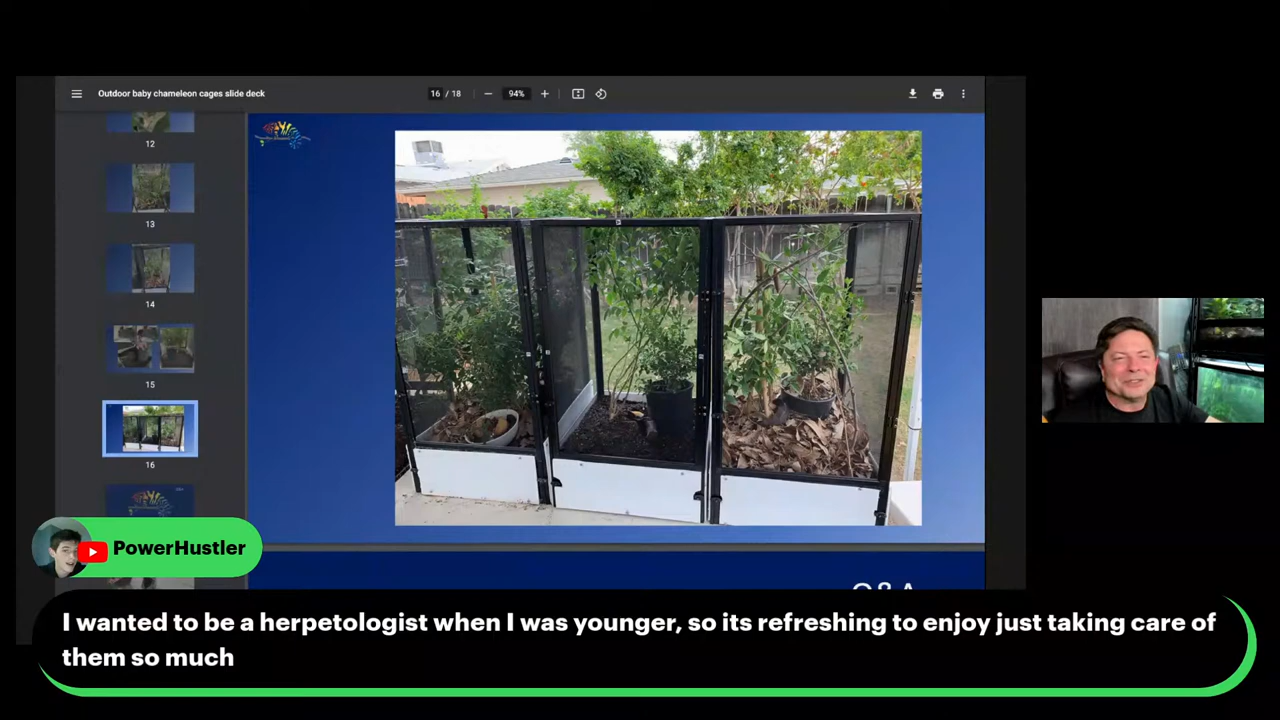 Outdoor baby chameleon cages slide deck
16 / 18
94%
12
13
14
15
16
Q & A
PowerHustler
I wanted to be a herpetologist when I was younger, so its refreshing to enjoy just taking care of
them so much